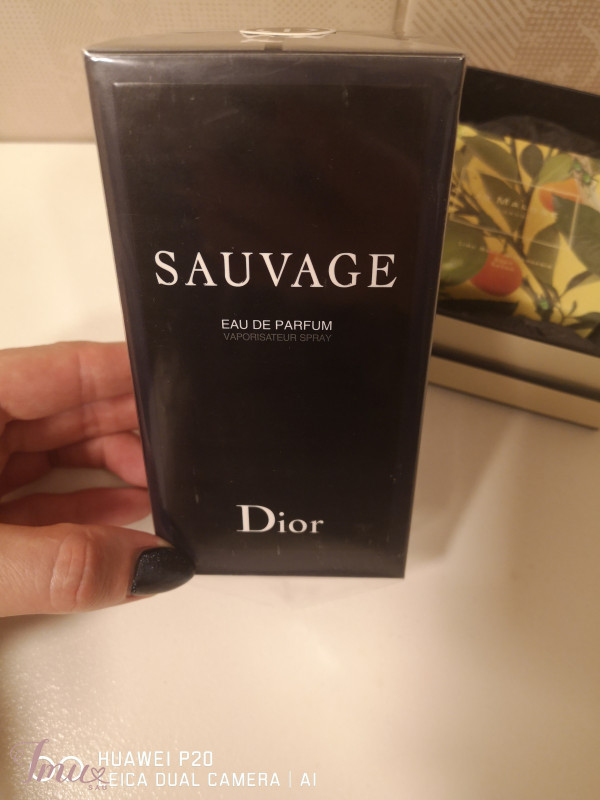 SAUVAGE
EAU DE PARFUM
VAPORISATEUR SPRAY
Dior
HUAWEI P20
LEICA DUAL CAMERA | AI